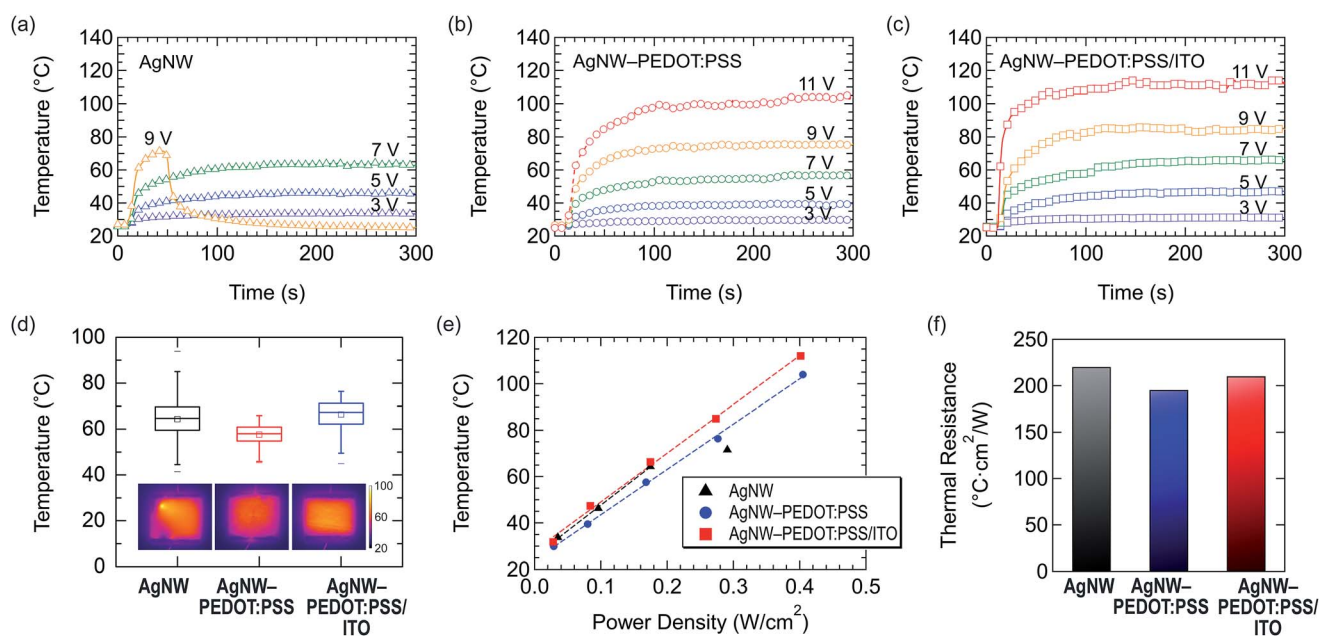 (a)
AgNW
140
120
100
80
60
40
20
Temperature (°C)
9 V
7 V
5 V
3 V
0
100
200
300
Time (s)
(b)
AgNW–PEDOT:PSS
140
120
100
80
60
40
20
Temperature (°C)
11 V
9 V
7 V
5 V
3 V
0
100
200
300
Time (s)
(c)
AgNW–PEDOT:PSS/ITO
140
120
100
80
60
40
20
Temperature (°C)
11 V
9 V
7 V
5 V
3 V
0
100
200
300
Time (s)
(d)
100
80
60
40
20
0
Temperature (°C)
100
60
20
AgNW
AgNW–
PEDOT:PSS
AgNW–
PEDOT:PSS/
ITO
(e)
120
100
80
60
40
20
Temperature (°C)
AgNW
AgNW–PEDOT:PSS
AgNW–PEDOT:PSS/ITO
0.0
0.1
0.2
0.3
0.4
0.5
Power Density (W/cm²)
(f)
250
200
150
100
50
0
Thermal Resistance
(°C·cm²/W)
AgNW
AgNW–
PEDOT:PSS
AgNW–
PEDOT:PSS/
ITO